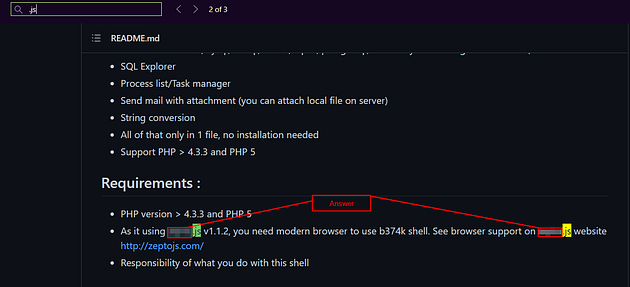 .js
2 of 3
README.md
SQL Explorer
Process list/Task manager
Send mail with attachment (you can attach local file on server)
String conversion
All of that only in 1 file, no installation needed
Support PHP > 4.3.3 and PHP 5
Requirements :
Answer
PHP version > 4.3.3 and PHP 5
As it using .js v1.1.2, you need modern browser to use b374k shell. See browser support on .js website
http://zeptojs.com/
Responsibility of what you do with this shell